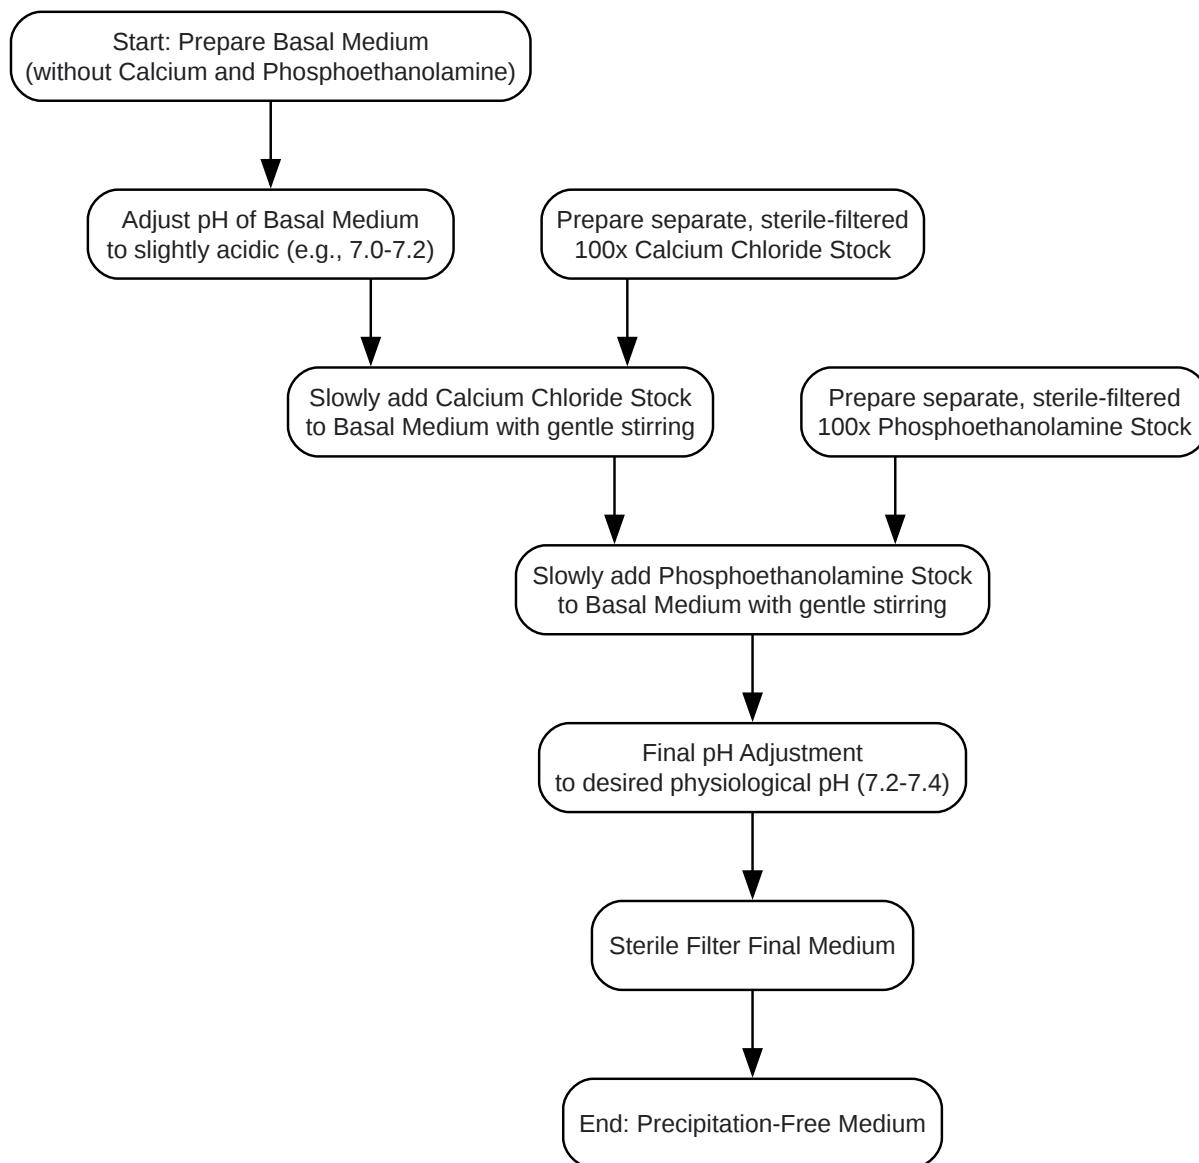 Start: Prepare Basal Medium
(without Calcium and Phosphoethanolamine)
Adjust pH of Basal Medium
to slightly acidic (e.g., 7.0-7.2)
Prepare separate, sterile-filtered
100x Calcium Chloride Stock
Slowly add Calcium Chloride Stock
to Basal Medium with gentle stirring
Prepare separate, sterile-filtered
100x Phosphoethanolamine Stock
Slowly add Phosphoethanolamine Stock
to Basal Medium with gentle stirring
Final pH Adjustment
to desired physiological pH (7.2-7.4)
Sterile Filter Final Medium
End: Precipitation-Free Medium